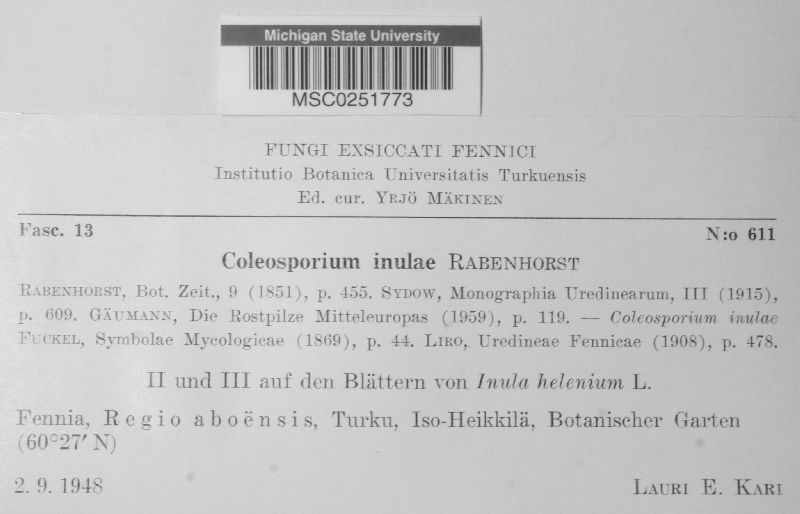 Michigan State University
MSC0251773
FUNGI EXSICCATI FENNICI
Institutio Botanica Universitatis Turkuensis
Ed. cur. YRJÖ MÄKINEN
Fasc. 13 N:o 611
Coleosporium inulae RABENHORST
RABENHORST, Bot. Zeit., 9 (1851), p. 455. SYDOW, Monographia Uredinearum, III (1915),
p. 609. GÄUMANN, Die Rostpilze Mitteleuropas (1959), p. 119. — Coleosporium inulae
FUCKEL, Symbolae Mycologicae (1869), p. 44. LIRO, Uredineae Fennicae (1908), p. 478.
II und III auf den Blättern von Inula helenium L.
Fennia, Regio aboënsis, Turku, Iso-Heikkilä, Botanischer Garten
(60°27′ N)
2. 9. 1948 LAURI E. KARI